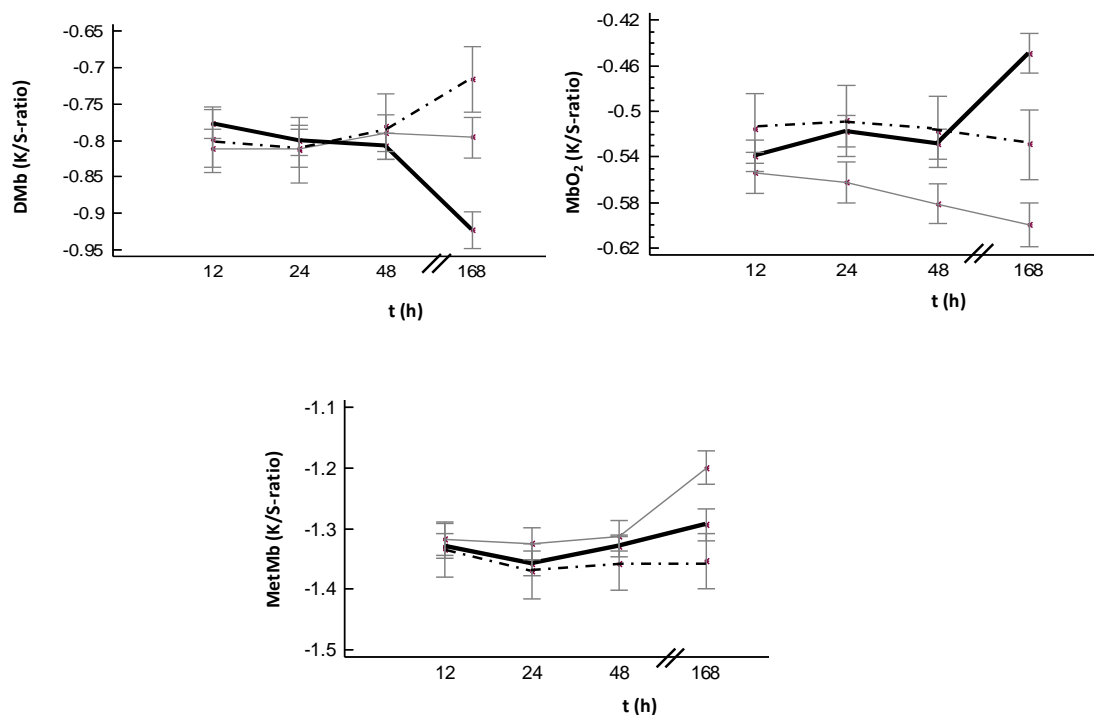 DMb (K/S-ratio)
-0.65
-0.7
-0.75
-0.8
-0.85
-0.9
-0.95
12 24 48 168
t (h)
MbO₂ (K/S-ratio)
-0.42
-0.46
-0.5
-0.54
-0.58
-0.62
12 24 48 168
t (h)
MetMb (K/S-ratio)
-1.1
-1.2
-1.3
-1.4
-1.5
12 24 48 168
t (h)